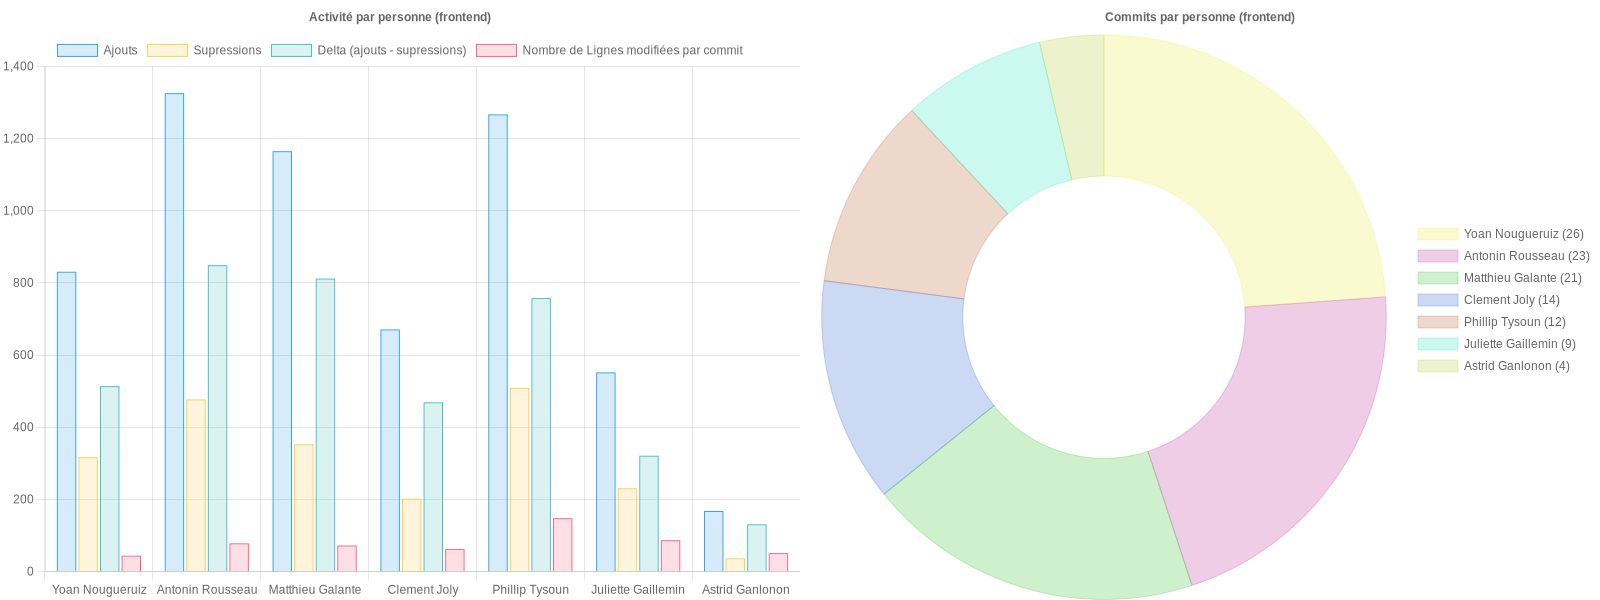 Activité par personne (frontend)
Ajouts
Supressions
Delta (ajouts - supressions)
Nombre de Lignes modifiées par commit
1,400
1,200
1,000
800
600
400
200
0
Yoan Nougueruiz
Antonin Rousseau
Matthieu Galante
Clement Joly
Phillip Tysoun
Juliette Gaillemin
Astrid Ganlonon
Commits par personne (frontend)
Yoan Nougueruiz (26)
Antonin Rousseau (23)
Matthieu Galante (21)
Clement Joly (14)
Phillip Tysoun (12)
Juliette Gaillemin (9)
Astrid Ganlonon (4)